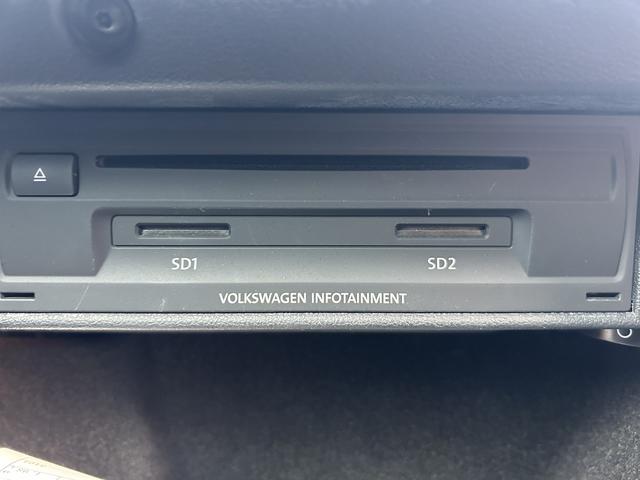 SD1 SD2
VOLKSWAGEN INFOTAINMENT